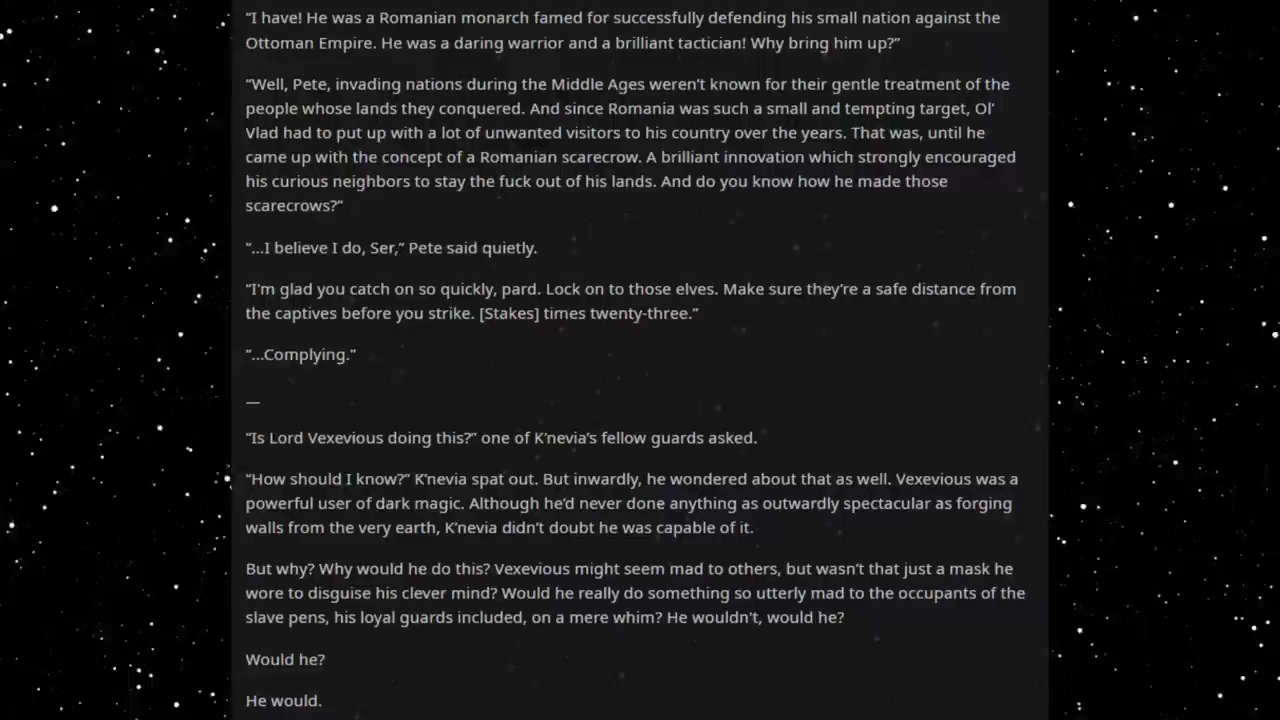 “I have! He was a Romanian monarch famed for successfully defending his small nation against the
Ottoman Empire. He was a daring warrior and a brilliant tactician! Why bring him up?”
“Well, Pete, invading nations during the Middle Ages weren’t known for their gentle treatment of the
people whose lands they conquered. And since Romania was such a small and tempting target, Ol’
Vlad had to put up with a lot of unwanted visitors to his country over the years. That was, until he
came up with the concept of a Romanian scarecrow. A brilliant innovation which strongly encouraged
his curious neighbors to stay the fuck out of his lands. And do you know how he made those
scarecrows?”
“…I believe I do, Ser,” Pete said quietly.
“I’m glad you catch on so quickly, pard. Lock on to those elves. Make sure they’re a safe distance from
the captives before you strike. [Stakes] times twenty-three.”
“…Complying.”
—
“Is Lord Vexevious doing this?” one of K’nevia’s fellow guards asked.
“How should I know?” K’nevia spat out. But inwardly, he wondered about that as well. Vexevious was a
powerful user of dark magic. Although he’d never done anything as outwardly spectacular as forging
walls from the very earth, K’nevia didn’t doubt he was capable of it.
But why? Why would he do this? Vexevious might seem mad to others, but wasn’t that just a mask he
wore to disguise his clever mind? Would he really do something so utterly mad to the occupants of the
slave pens, his loyal guards included, on a mere whim? He wouldn’t, would he?
Would he?
He would.